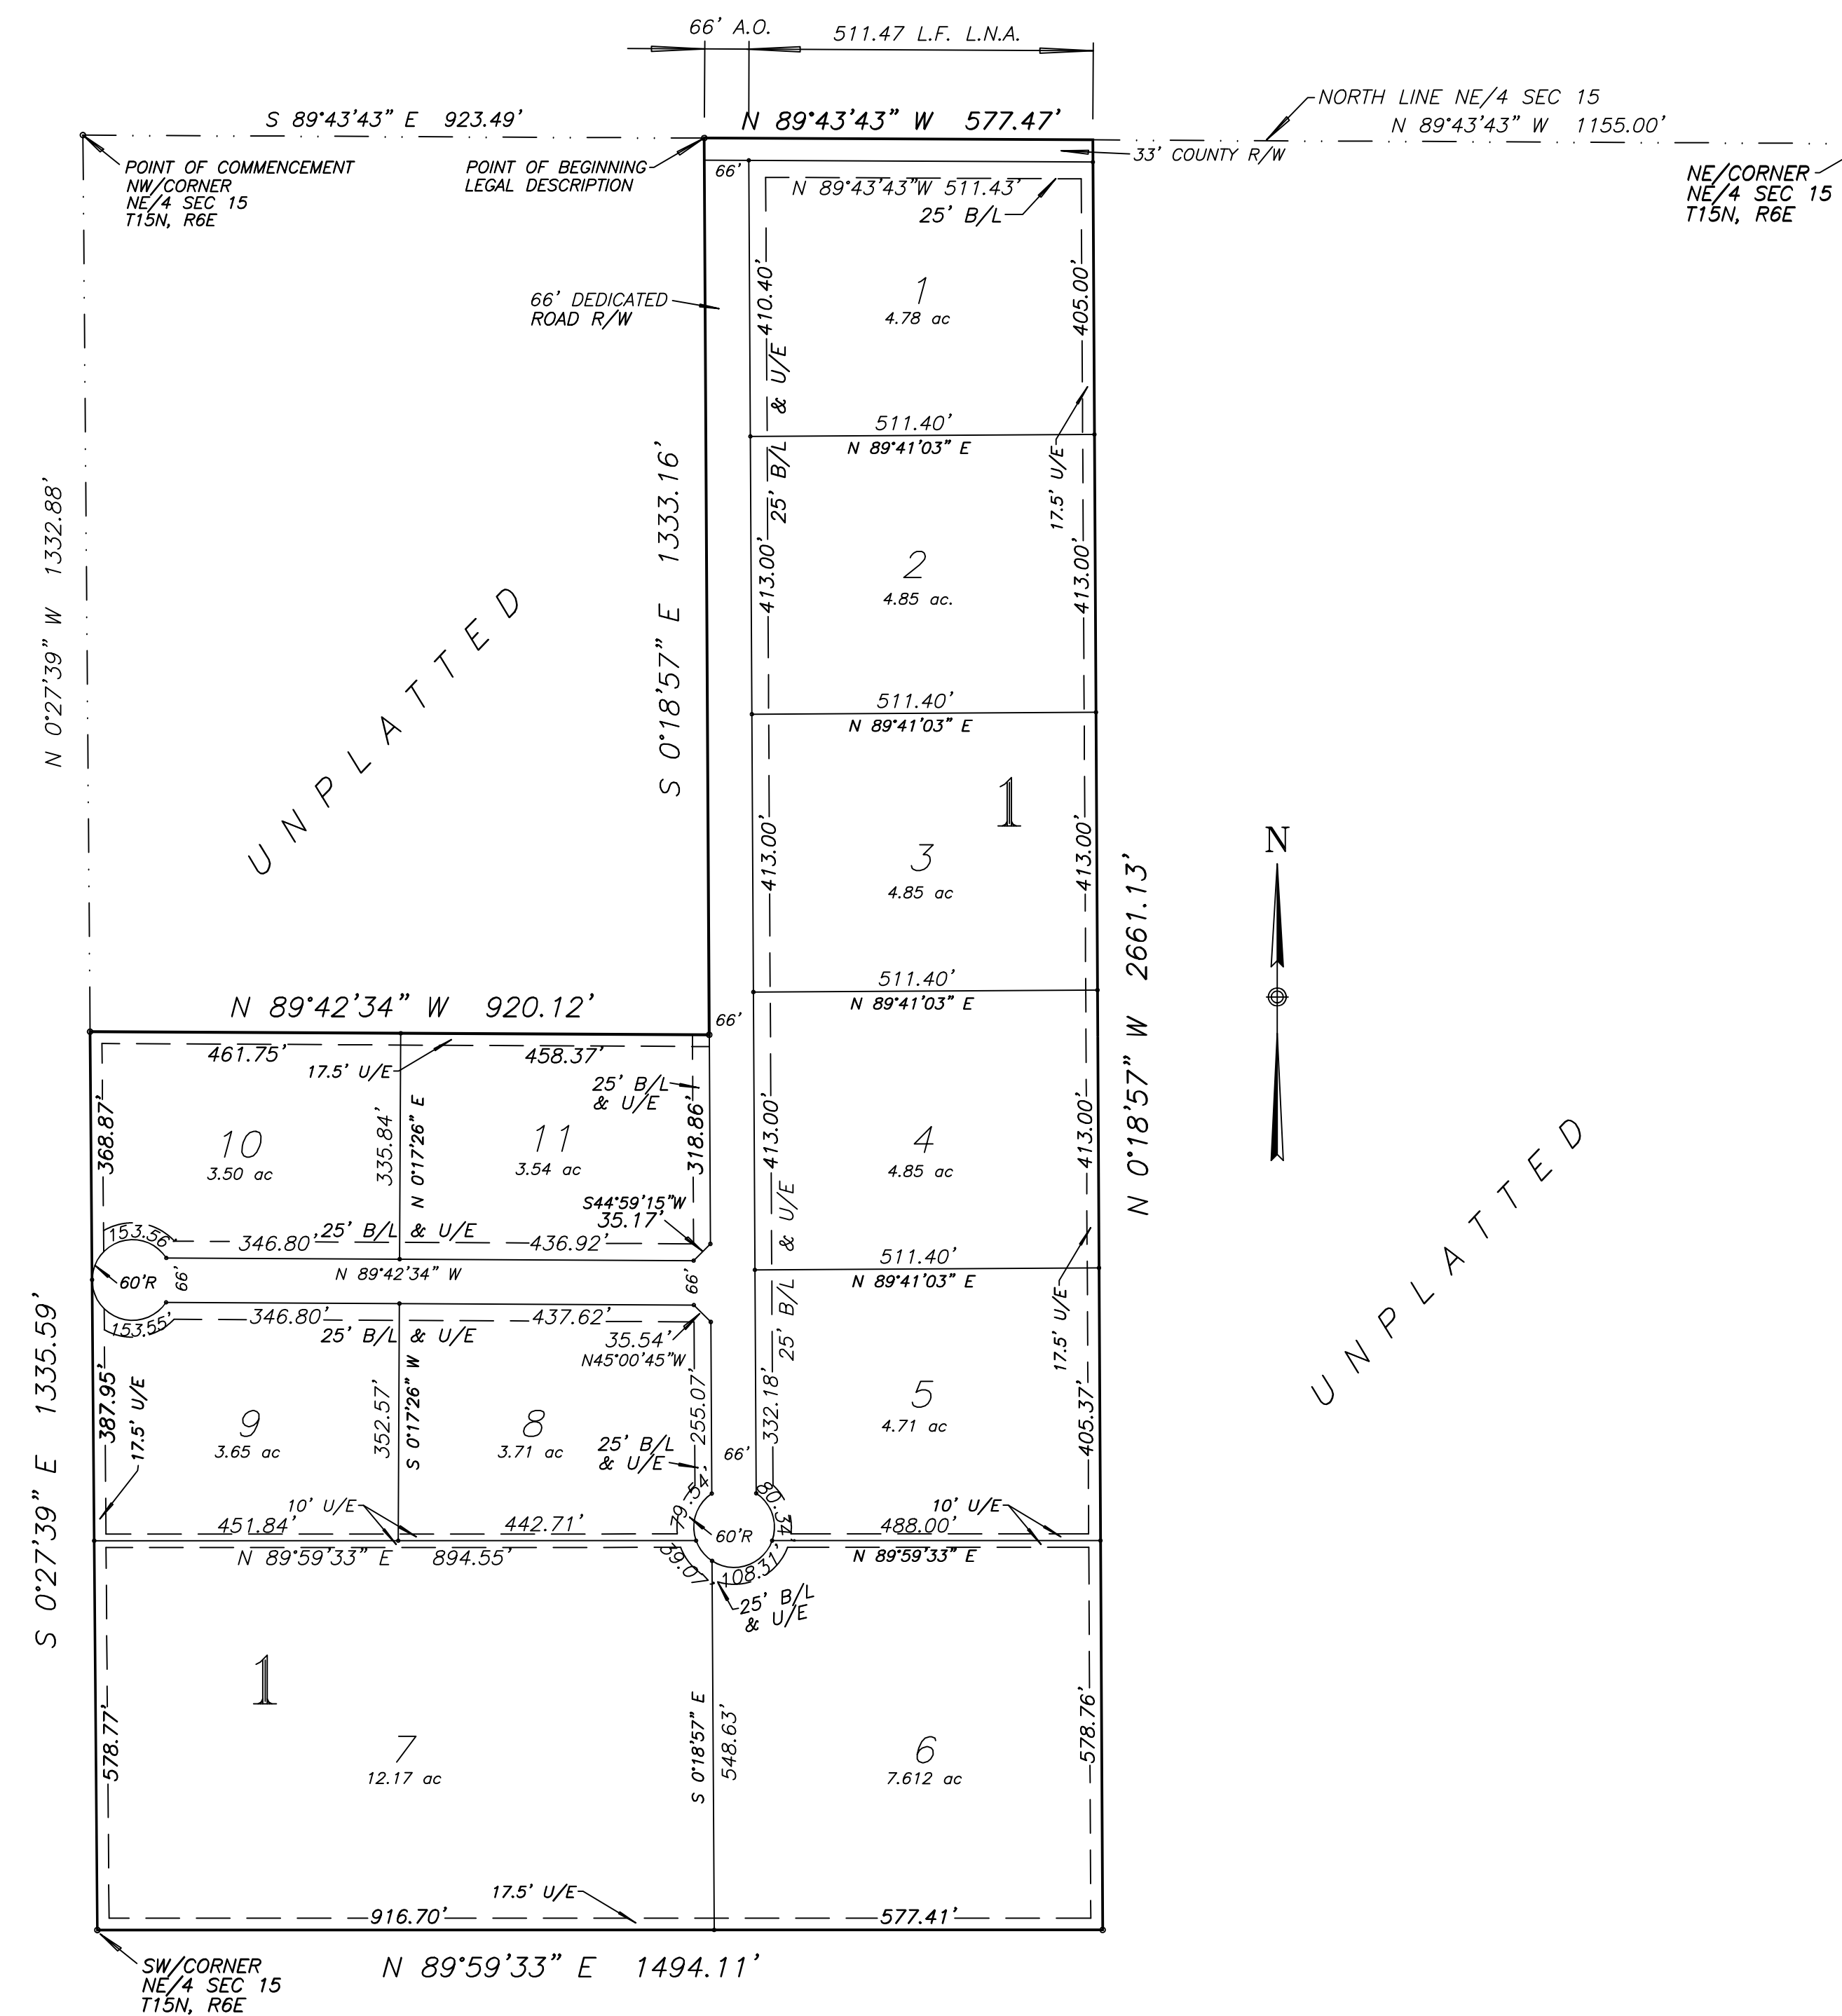 66' A.O.
511.47 L.F. L.N.A.
S 89°43'43" E 923.49'
N 89°43'43" W 577.47'
NORTH LINE NE/4 SEC 15
N 89°43'43" W 1155.00'
POINT OF COMMENCEMENT
NW/CORNER
NE/4 SEC 15
T15N, R6E
POINT OF BEGINNING
LEGAL DESCRIPTION
66'
33' COUNTY R/W
NE/CORNER
NE/4 SEC 15
T15N, R6E
N 89°43'43"W 511.43'
25' B/L
66' DEDICATED
ROAD R/W
410.40'
1
4.78 ac
405.00'
25' B/L & U/E
17.5' U/E
511.40'
N 89°41'03" E
N 0°27'39" W 1332.88'
UNPLATTED
S 0°18'57" E 1333.16'
413.00'
2
4.85 ac.
413.00'
511.40'
N 89°41'03" E
1
413.00'
3
4.85 ac
413.00'
N 0°18'57" W 2661.13'
N
511.40'
N 89°41'03" E
N 89°42'34" W 920.12'
66'
461.75'
17.5' U/E
458.37'
25' B/L
& U/E
368.87'
10
3.50 ac
335.84'
N 0°17'26" E
11
3.54 ac
318.86'
413.00'
4
4.85 ac
413.00'
25' B/L & U/E
17.5' U/E
UNPLATTED
S44°59'15"W
35.17'
153.56'
346.80'
25' B/L & U/E
436.92'
60'R
66'
N 89°42'34" W
66'
511.40'
N 89°41'03" E
153.55'
346.80'
25' B/L & U/E
437.62'
35.54'
N45°00'45"W
S 0°27'39" E 1335.59'
387.95'
17.5' U/E
9
3.65 ac
352.57'
S 0°17'26" W
8
3.71 ac
255.07'
25' B/L
& U/E
66'
332.18'
5
4.71 ac
405.37'
10' U/E
451.84'
442.71'
79.54'
80.34'
60'R
10' U/E
488.00'
N 89°59'33" E 894.55'
39.07'
108.31'
N 89°59'33" E
25' B/L
& U/E
1
578.77'
7
12.17 ac
S 0°18'57" E
548.63'
6
7.612 ac
578.76'
17.5' U/E
916.70'
577.41'
SW/CORNER
NE/4 SEC 15
T15N, R6E
N 89°59'33" E 1494.11'